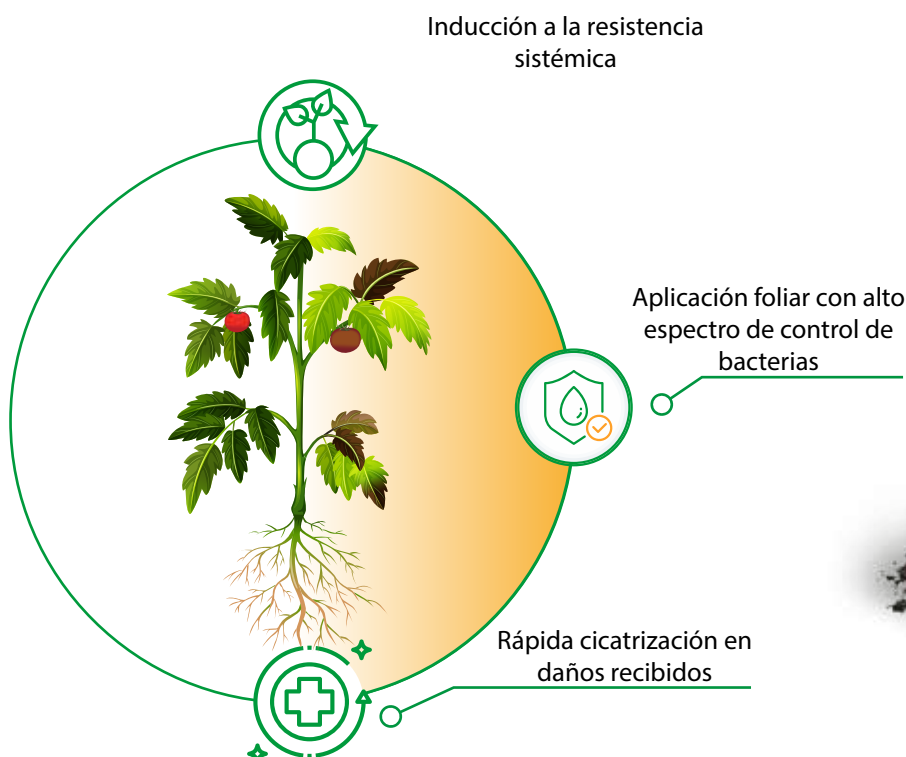 Inducción a la resistencia
sistémica
Aplicación foliar con alto
espectro de control de
bacterias
Rápida cicatrización en
daños recibidos